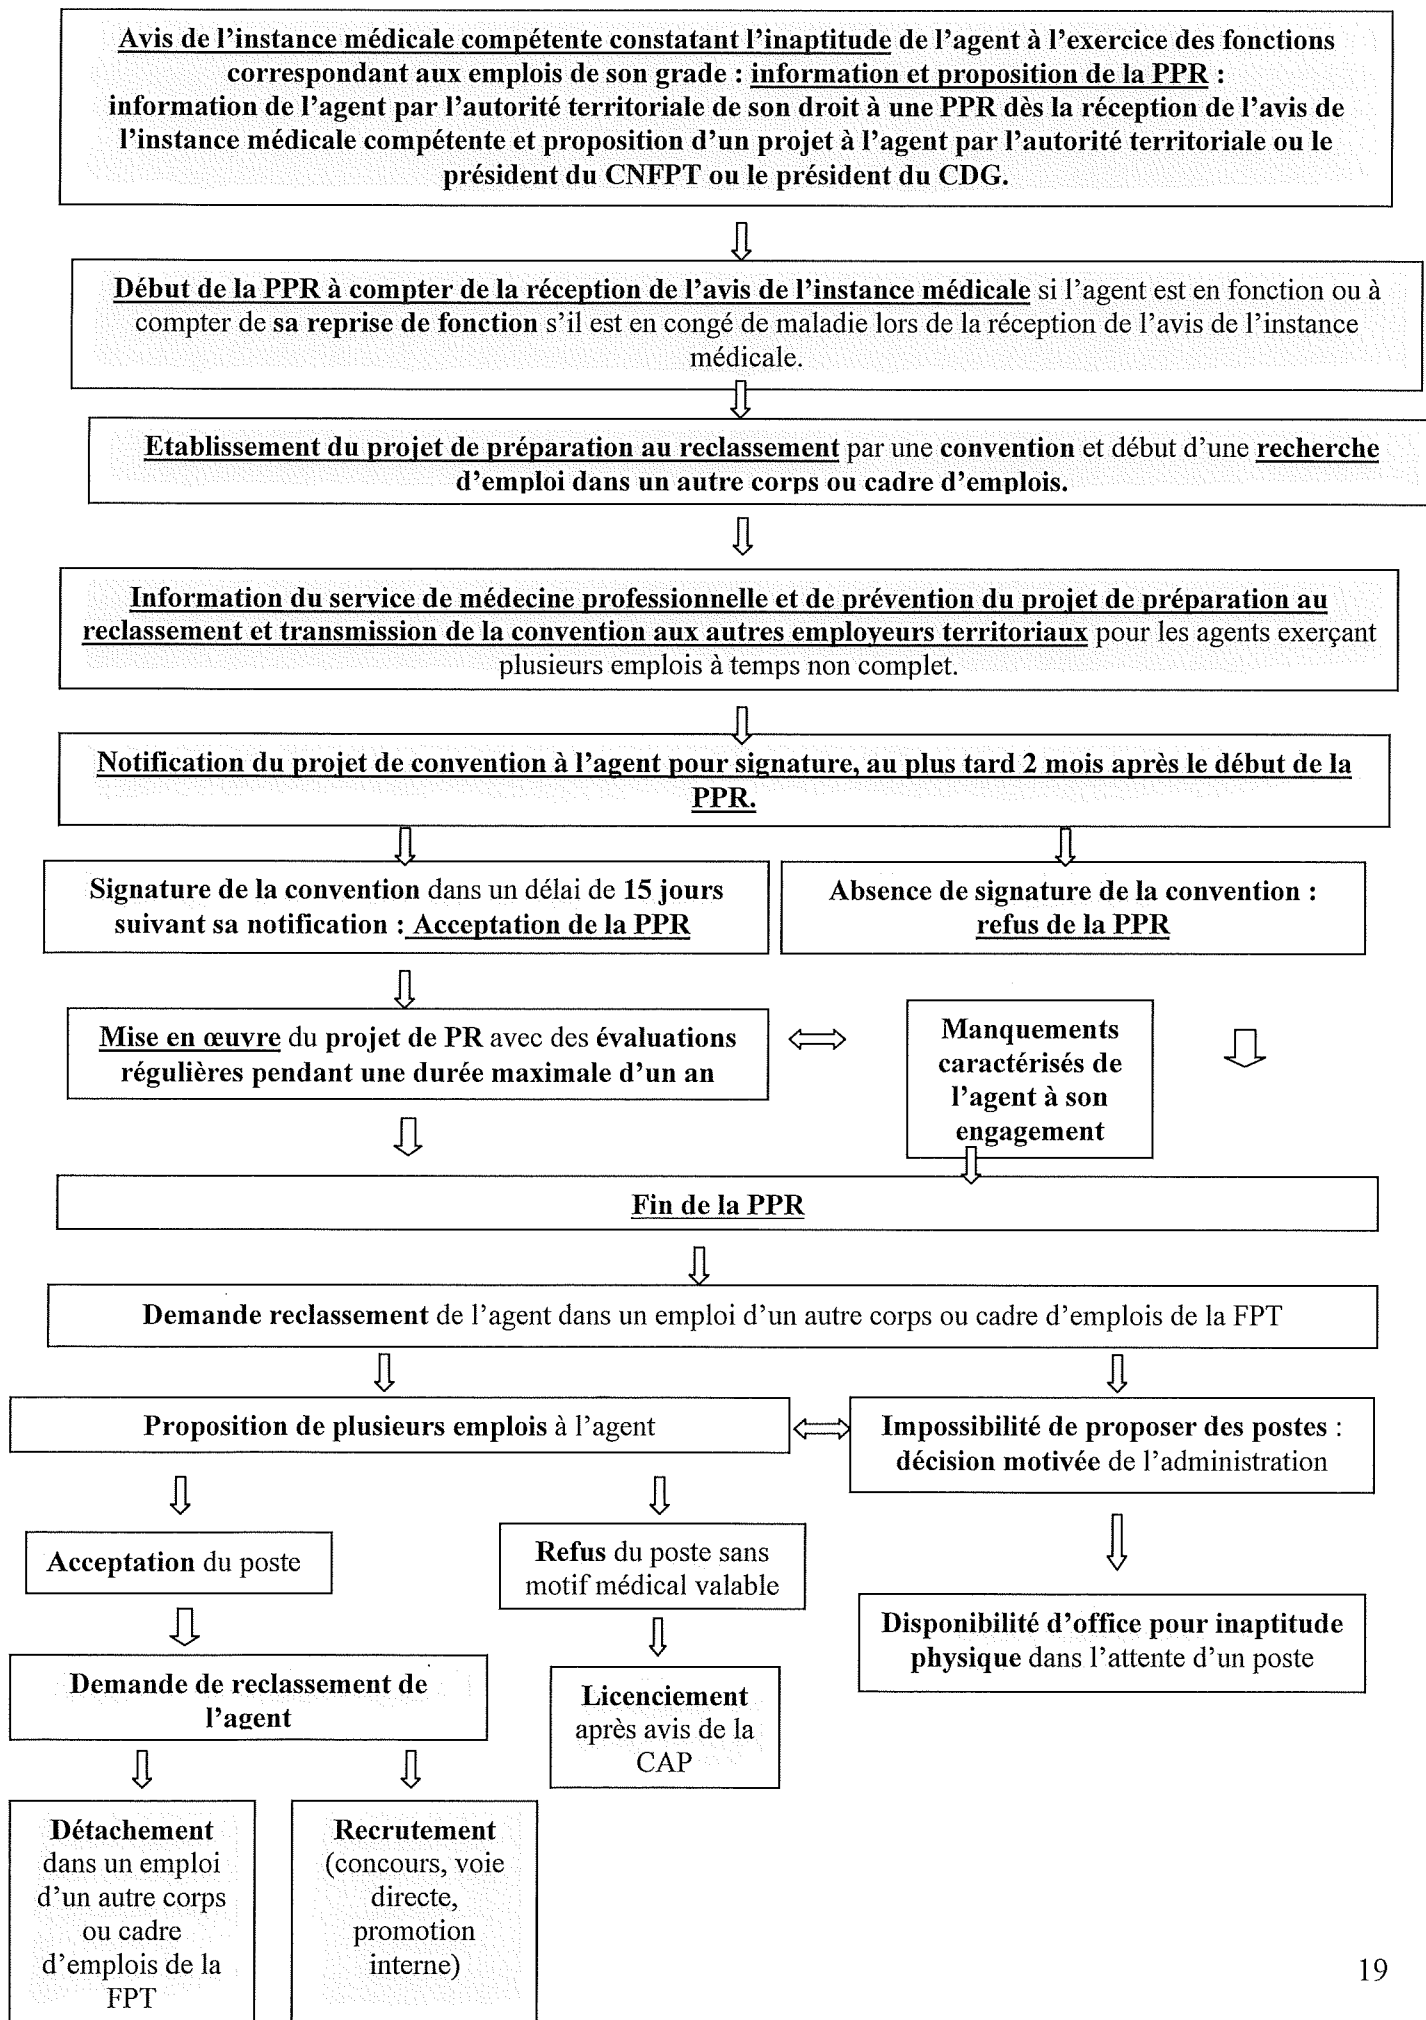 Avis de l'instance médicale compétente constatant l'inaptitude de l'agent à l'exercice des fonctions
correspondant aux emplois de son grade : information et proposition de la PPR :
information de l'agent par l'autorité territoriale de son droit à une PPR dès la réception de l'avis de
l'instance médicale compétente et proposition d'un projet à l'agent par l'autorité territoriale ou le
président du CNFPT ou le président du CDG.
Début de la PPR à compter de la réception de l'avis de l'instance médicale si l'agent est en fonction ou à
compter de sa reprise de fonction s'il est en congé de maladie lors de la réception de l'avis de l'instance
médicale.
Etablissement du projet de préparation au reclassement par une convention et début d'une recherche
d'emploi dans un autre corps ou cadre d'emplois.
Information du service de médecine professionnelle et de prévention du projet de préparation au
reclassement et transmission de la convention aux autres employeurs territoriaux pour les agents exerçant
plusieurs emplois à temps non complet.
Notification du projet de convention à l'agent pour signature, au plus tard 2 mois après le début de la
PPR.
Signature de la convention dans un délai de 15 jours
suivant sa notification : Acceptation de la PPR
Absence de signature de la convention :
refus de la PPR
Mise en œuvre du projet de PR avec des évaluations
régulières pendant une durée maximale d'un an
Manquements
caractérisés de
l'agent à son
engagement
Fin de la PPR
Demande reclassement de l'agent dans un emploi d'un autre corps ou cadre d'emplois de la FPT
Proposition de plusieurs emplois à l'agent
Impossibilité de proposer des postes :
décision motivée de l'administration
Acceptation du poste
Refus du poste sans
motif médical valable
Disponibilité d'office pour inaptitude
physique dans l'attente d'un poste
Demande de reclassement de
l'agent
Licenciement
après avis de la
CAP
Détachement
dans un emploi
d'un autre corps
ou cadre
d'emplois de la
FPT
Recrutement
(concours, voie
directe,
promotion
interne)
19